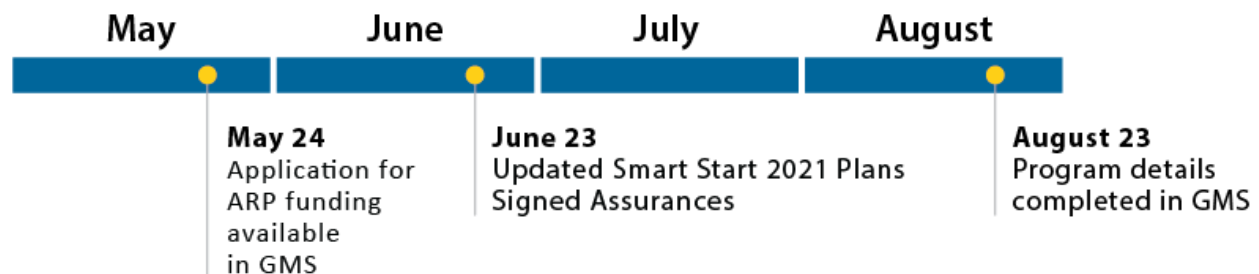 May
June
July
August
May 24
Application for
ARP funding
available
in GMS
June 23
Updated Smart Start 2021 Plans
Signed Assurances
August 23
Program details
completed in GMS